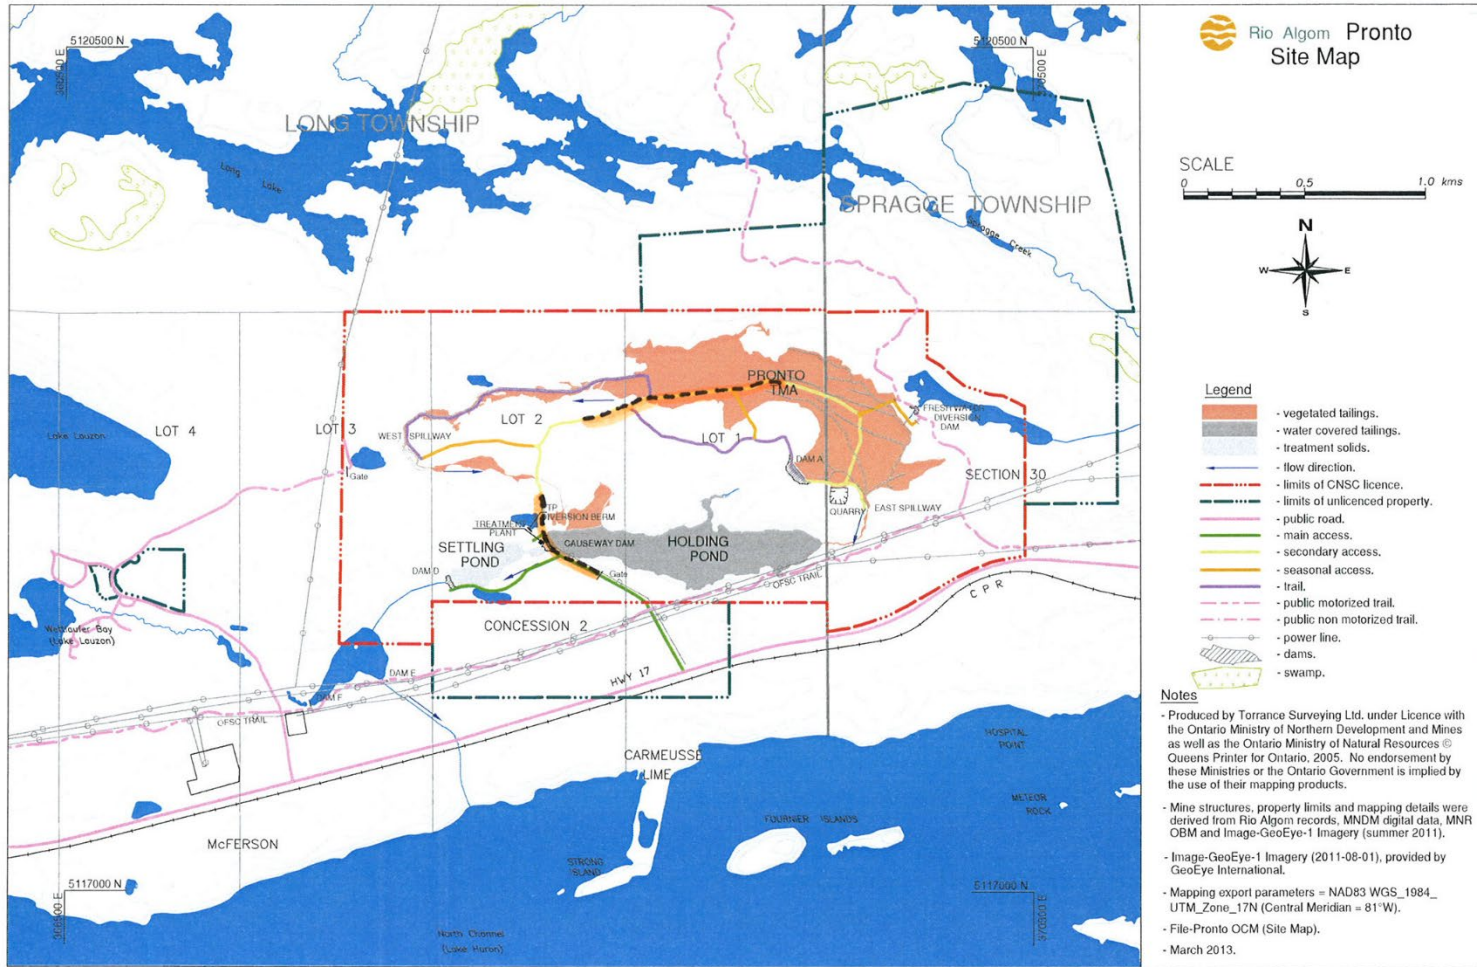 Rio Algom Pronto
Site Map
5120500 N
5120500 N
LONG TOWNSHIP
Long Lake
SPRAGGE TOWNSHIP
Spragge Creek
SCALE
0 0.5 1.0 kms
N
W E
S
PRONTO
TMA
LOT 4
LOT 3
LOT 2
LOT 1
Lake Lauzon
WEST SPILLWAY
FRESH WATER
DIVERSION
DAM
DAM A
SECTION 30
Gate
QUARRY
EAST SPILLWAY
TP
DIVERSION BERM
TREATMENT
PLANT
CAUSEWAY DAM
HOLDING
POND
SETTLING
POND
DAM D
Gate
OFSC TRAIL
CPR
CONCESSION 2
Wettlaufer Bay
(Lake Lauzon)
DAM E
DAM F
HWY 17
OFSC TRAIL
CARMEUSSE
LIME
HOSPITAL
POINT
METEOR
ROCK
FOURNIER ISLANDS
McFERSON
STRONG
ISLAND
5117000 N
5117000 N
North Channel
(Lake Huron)
Legend
- vegetated tailings.
- water covered tailings.
- treatment solids.
- flow direction.
- limits of CNSC licence.
- limits of unlicenced property.
- public road.
- main access.
- secondary access.
- seasonal access.
- trail.
- public motorized trail.
- public non motorized trail.
- power line.
- dams.
- swamp.
Notes
- Produced by Torrance Surveying Ltd. under Licence with
the Ontario Ministry of Northern Development and Mines
as well as the Ontario Ministry of Natural Resources ©
Queens Printer for Ontario, 2005. No endorsement by
these Ministries or the Ontario Government is implied by
the use of their mapping products.
- Mine structures, property limits and mapping details were
derived from Rio Algom records, MNDM digital data, MNR
OBM and Image-GeoEye-1 Imagery (summer 2011).
- Image-GeoEye-1 Imagery (2011-08-01), provided by
GeoEye International.
- Mapping export parameters = NAD83 WGS_1984_
UTM_Zone_17N (Central Meridian = 81°W).
- File-Pronto OCM (Site Map).
- March 2013.